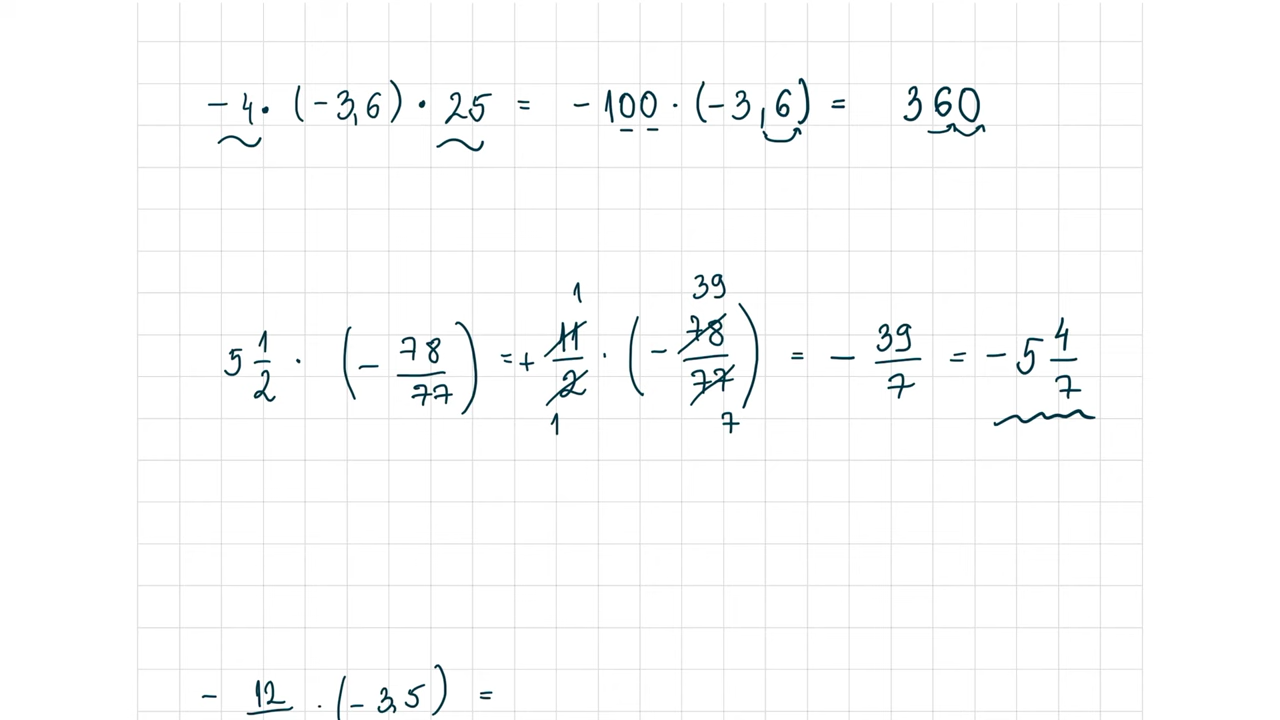 -4·(-3,6)·25 = -100·(-3,6) = 360
1 39
5 1/2 · (- 78/77) = + 11/2 · (- 78/77) = - 39/7 = -5 4/7
1 7
- 12 · (-3,5) =